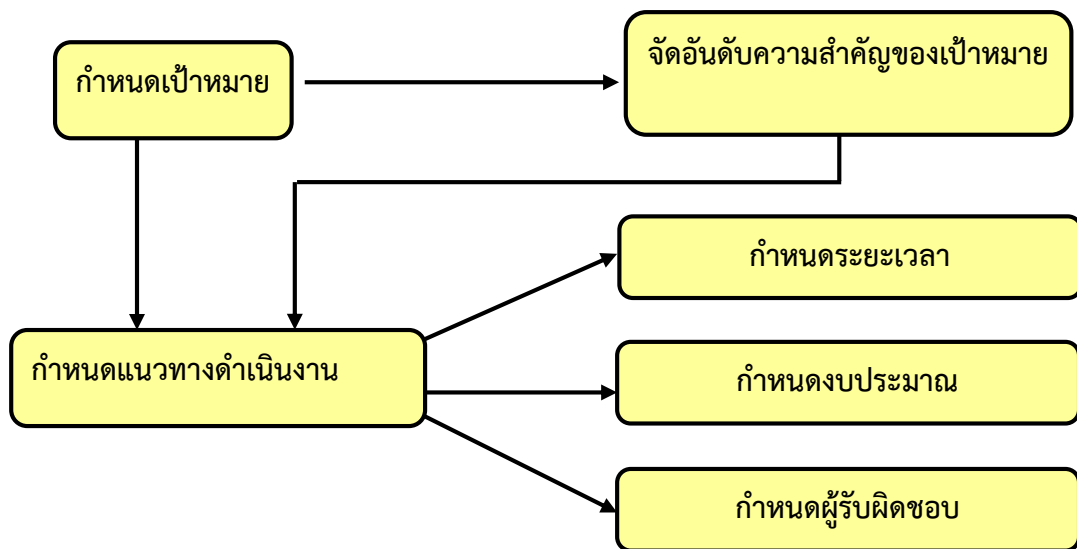 กำหนดเป้าหมาย
จัดอันดับความสำคัญของเป้าหมาย
กำหนดระยะเวลา
กำหนดแนวทางดำเนินงาน
กำหนดงบประมาณ
กำหนดผู้รับผิดชอบ